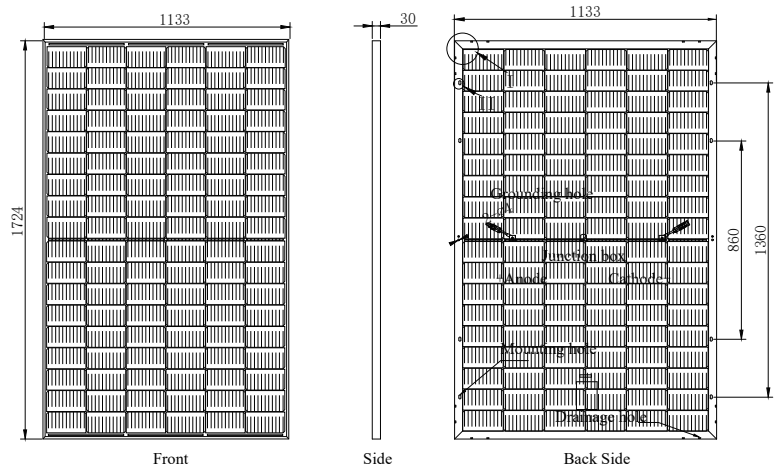 1133
30
1133
1724
I
II
Grounding hole
A
Junction box
Anode
Cathode
860
1360
Mounting hole
Drainage hole
Front
Side
Back Side